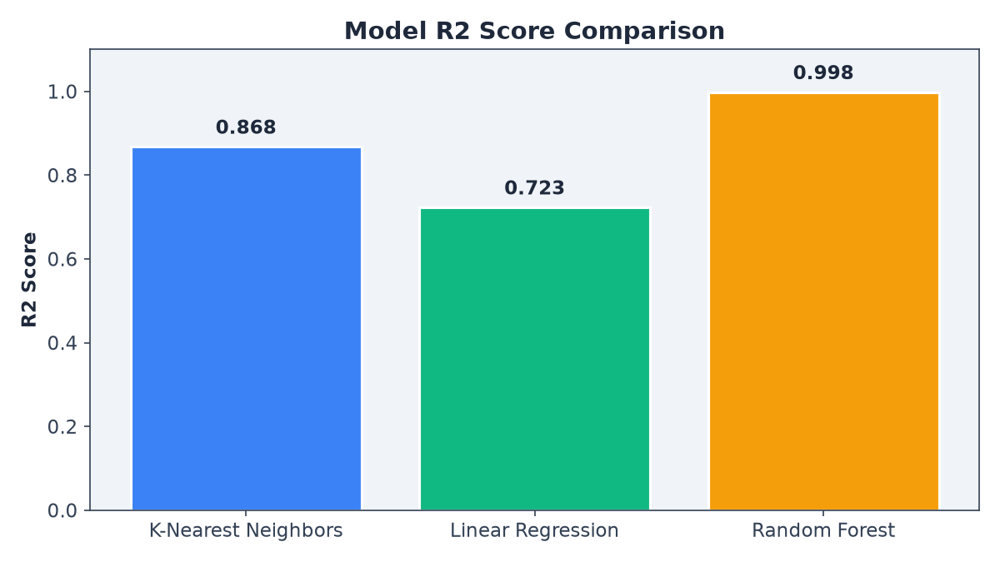 Model R2 Score Comparison
R2 Score
1.0
0.8
0.6
0.4
0.2
0.0
0.868
0.723
0.998
K-Nearest Neighbors
Linear Regression
Random Forest